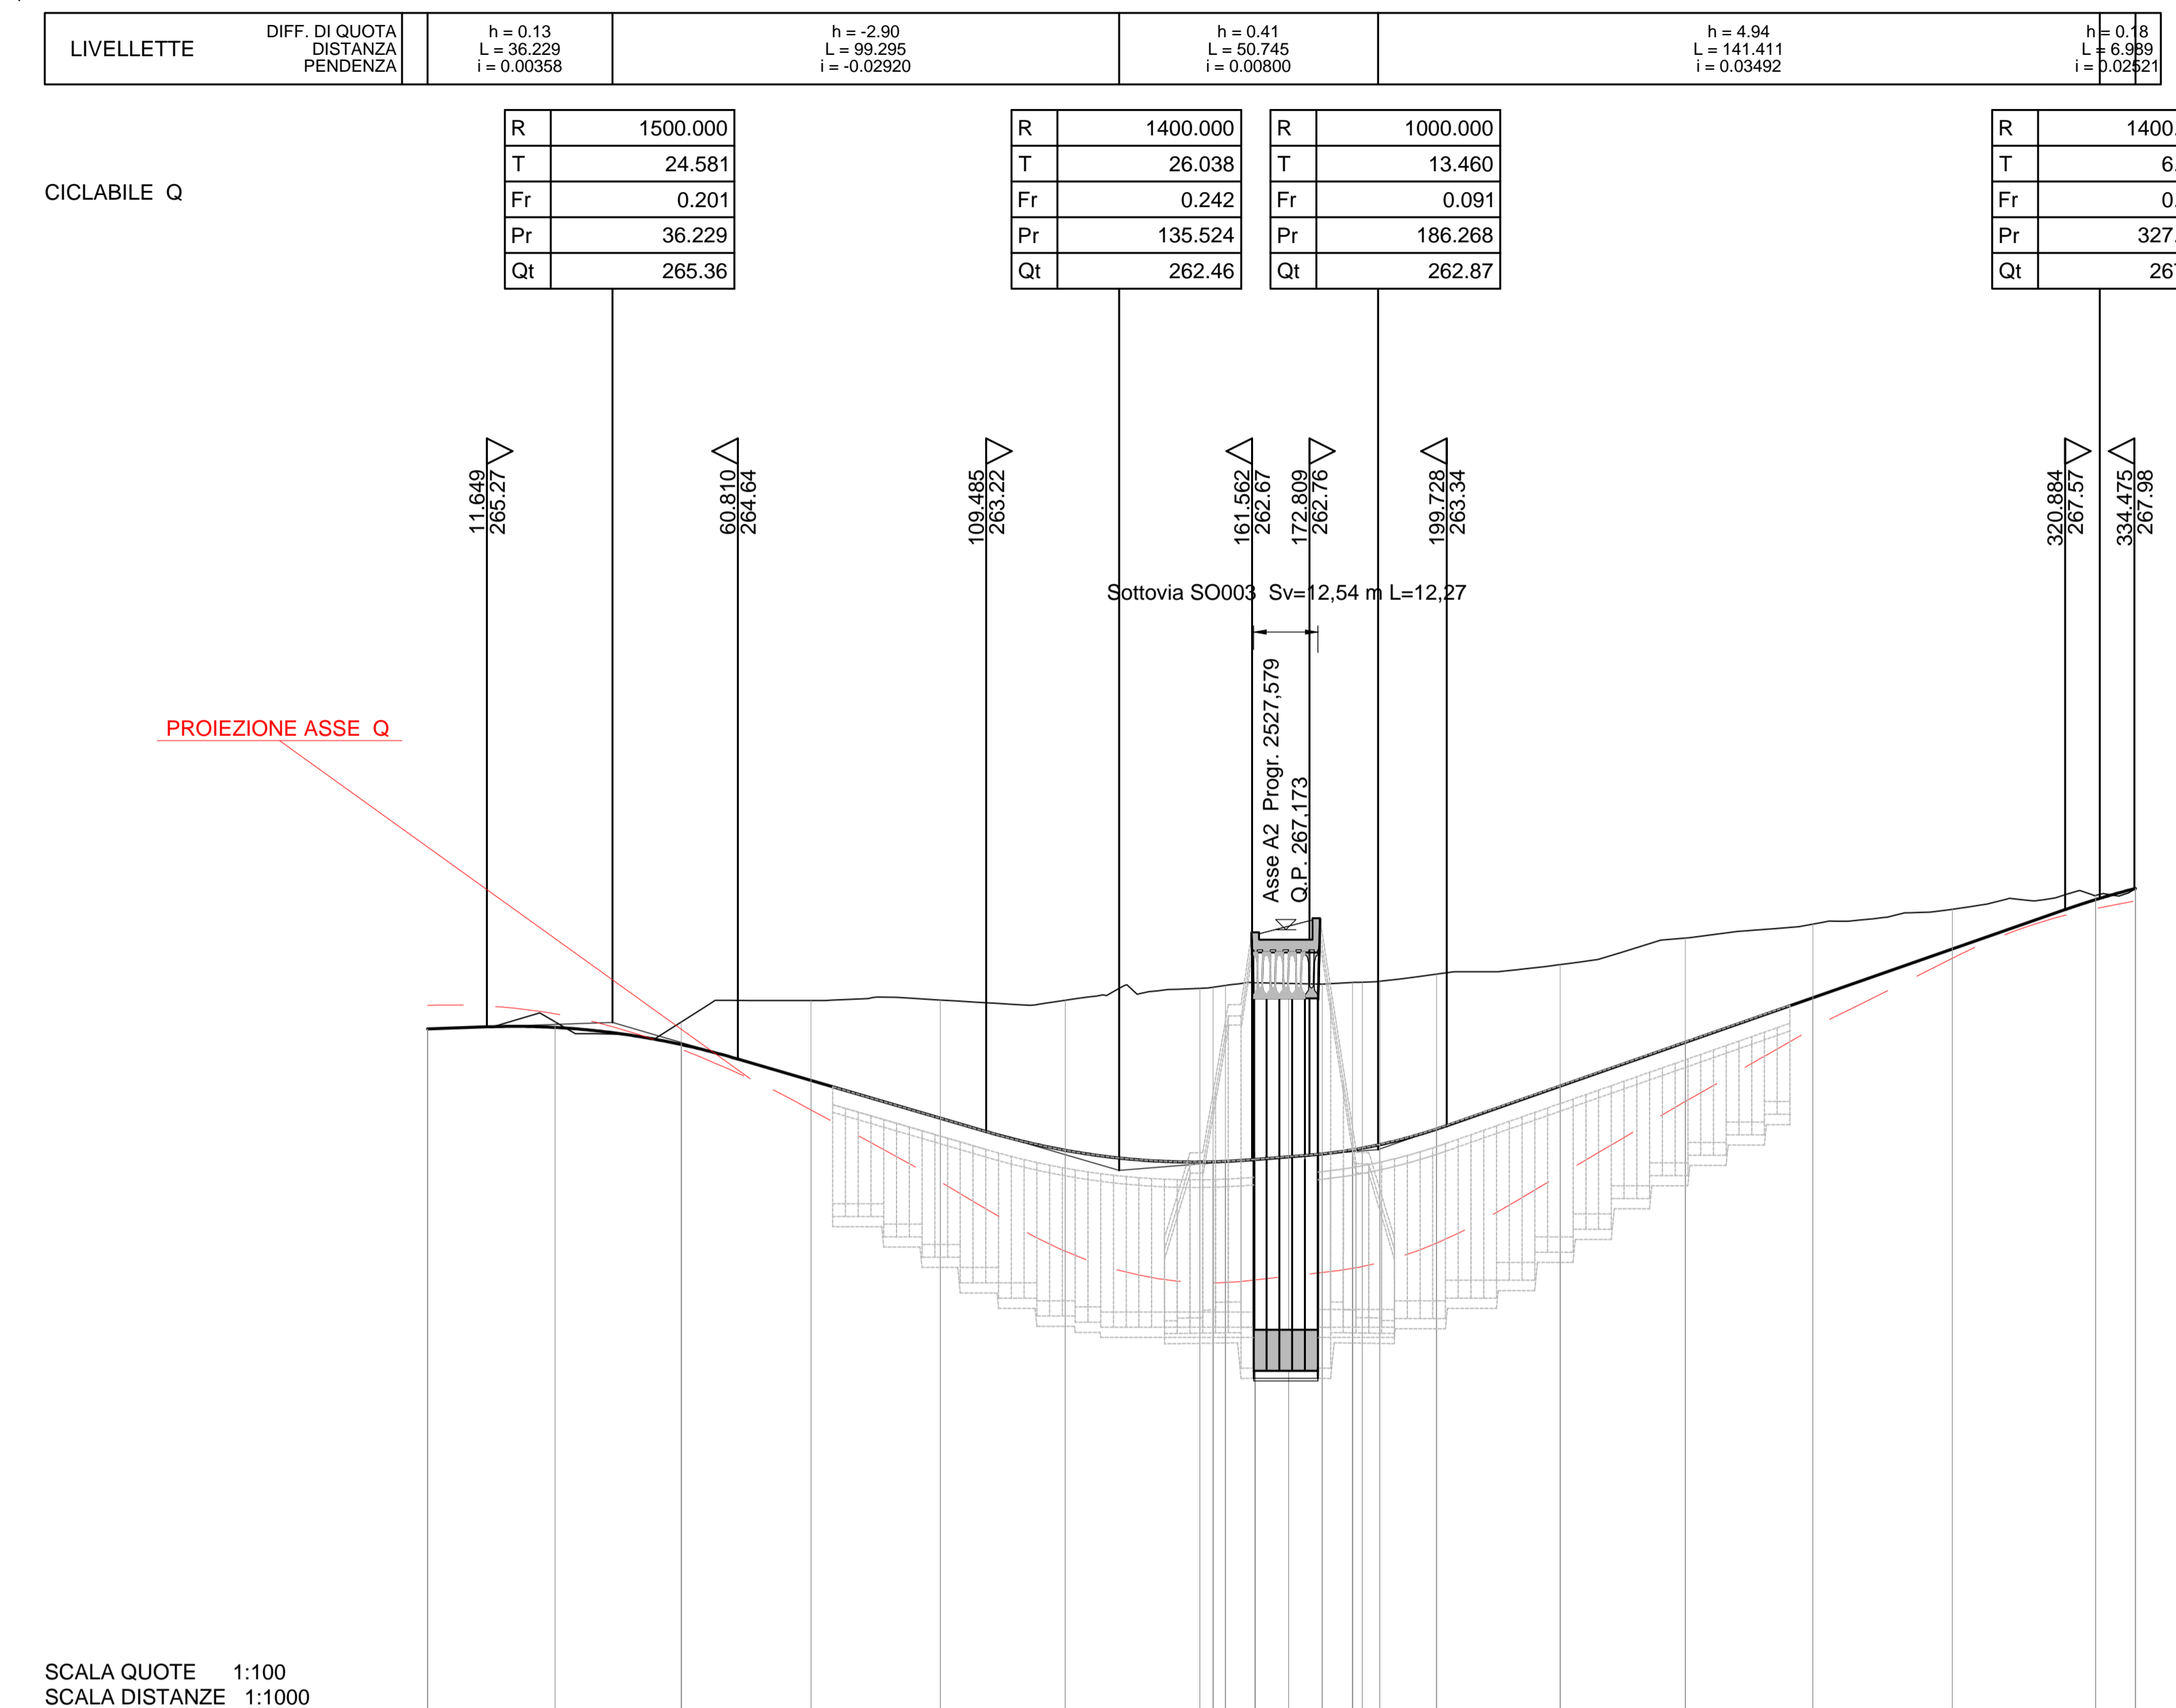 LIVELLETTE
DIFF. DI QUOTA
DISTANZA
PENDENZA
h = 0.13
L = 36.229
i = 0.00358
h = -2.90
L = 99.295
i = -0.02920
h = 0.41
L = 50.745
i = 0.00800
h = 4.94
L = 141.411
i = 0.03492
h = 0.18
L = 6.989
i = 0.02521
CICLABILE Q
R 1500.000
T 24.581
Fr 0.201
Pr 36.229
Qt 265.36
R 1400.000
T 26.038
Fr 0.242
Pr 135.524
Qt 262.46
R 1000.000
T 13.460
Fr 0.091
Pr 186.268
Qt 262.87
R 1400.
T 6.
Fr 0.
Pr 327.
Qt 267
11.649
265.27
60.810
264.64
109.485
263.22
161.562
262.67
172.809
262.76
199.728
263.34
320.884
267.57
334.475
267.98
Sottovia SO003 Sv=12,54 m L=12,27
Asse A2 Progr. 2527,579
Q.P. 267,173
PROIEZIONE ASSE Q
SCALA QUOTE 1:100
SCALA DISTANZE 1:1000